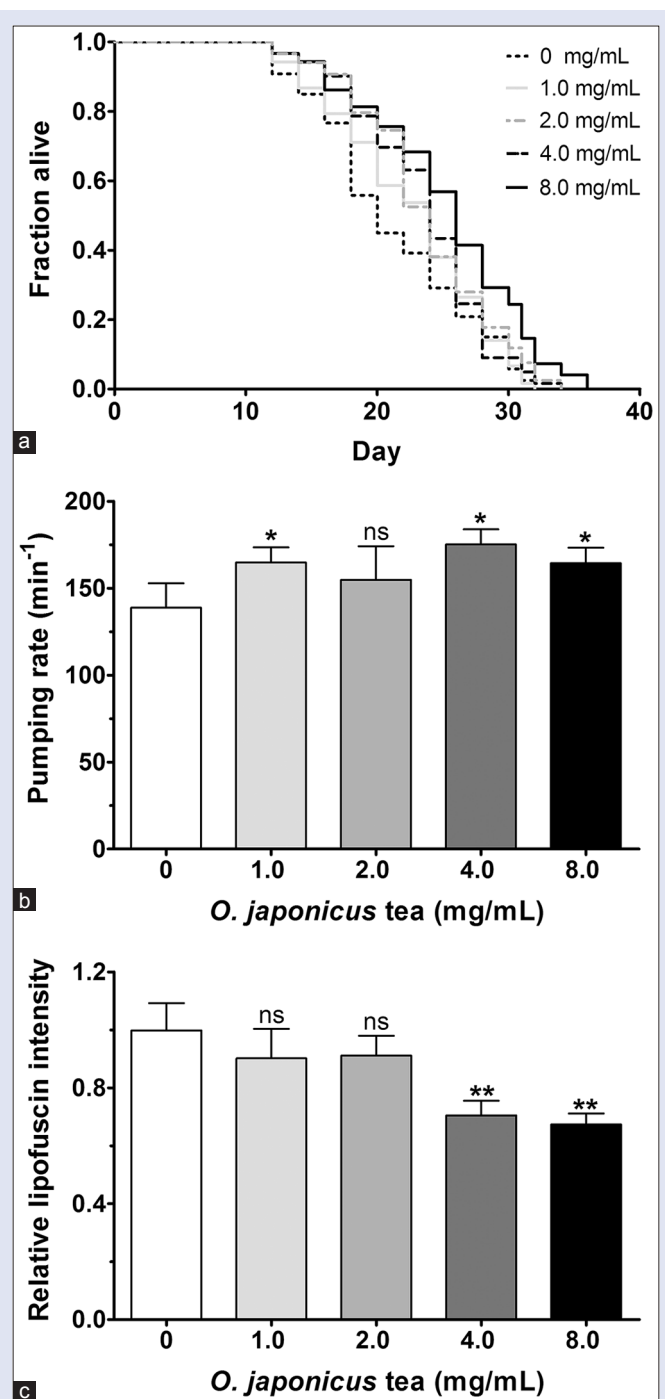 1.0
0.8
0.6
0.4
0.2
0.0
Fraction alive
0 mg/mL
1.0 mg/mL
2.0 mg/mL
4.0 mg/mL
8.0 mg/mL
0 10 20 30 40
Day
a
200
150
100
50
0
Pumping rate (min-1)
* ns * *
0 1.0 2.0 4.0 8.0
O. japonicus tea (mg/mL)
b
1.2
0.8
0.4
0.0
Relative lipofuscin intensity
ns ns ** **
0 1.0 2.0 4.0 8.0
O. japonicus tea (mg/mL)
c